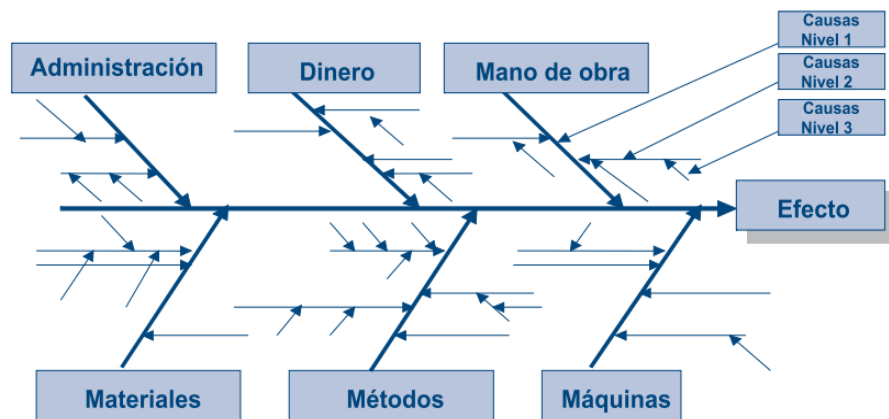 Administración
Dinero
Mano de obra
Causas
Nivel 1
Causas
Nivel 2
Causas
Nivel 3
Efecto
Materiales
Métodos
Máquinas